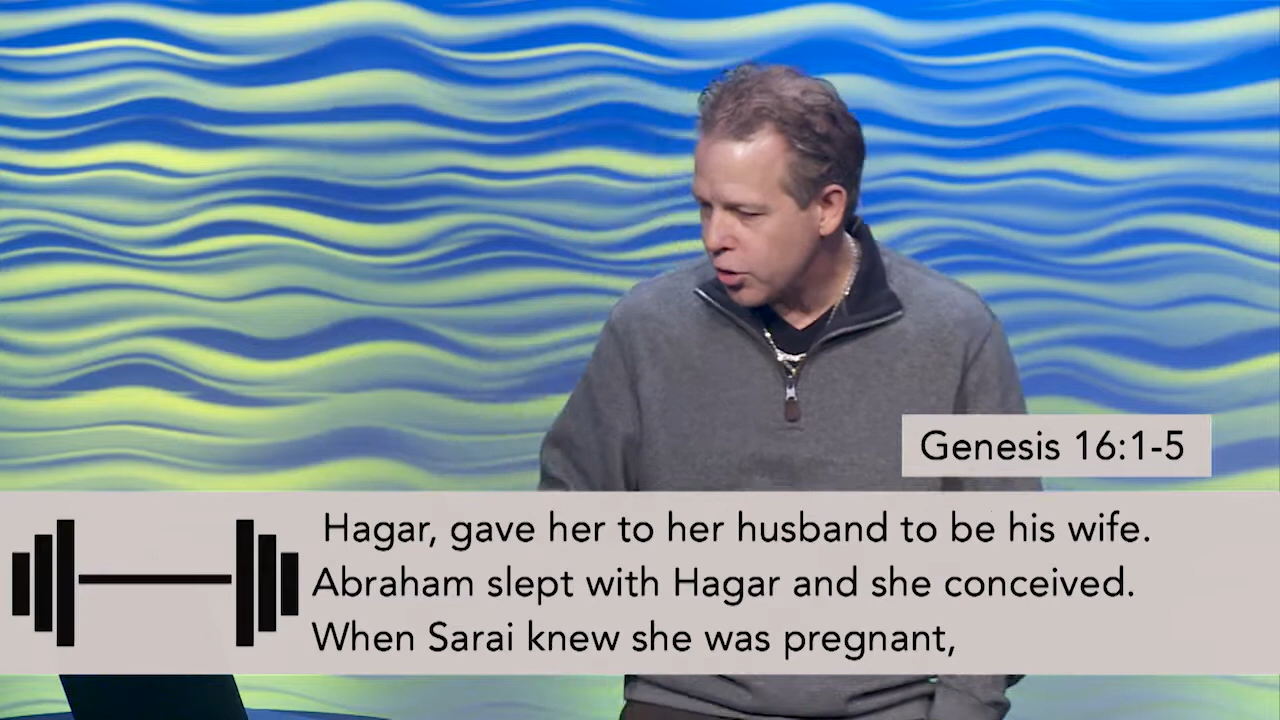 Genesis 16:1-5
Hagar, gave her to her husband to be his wife.
Abraham slept with Hagar and she conceived.
When Sarai knew she was pregnant,